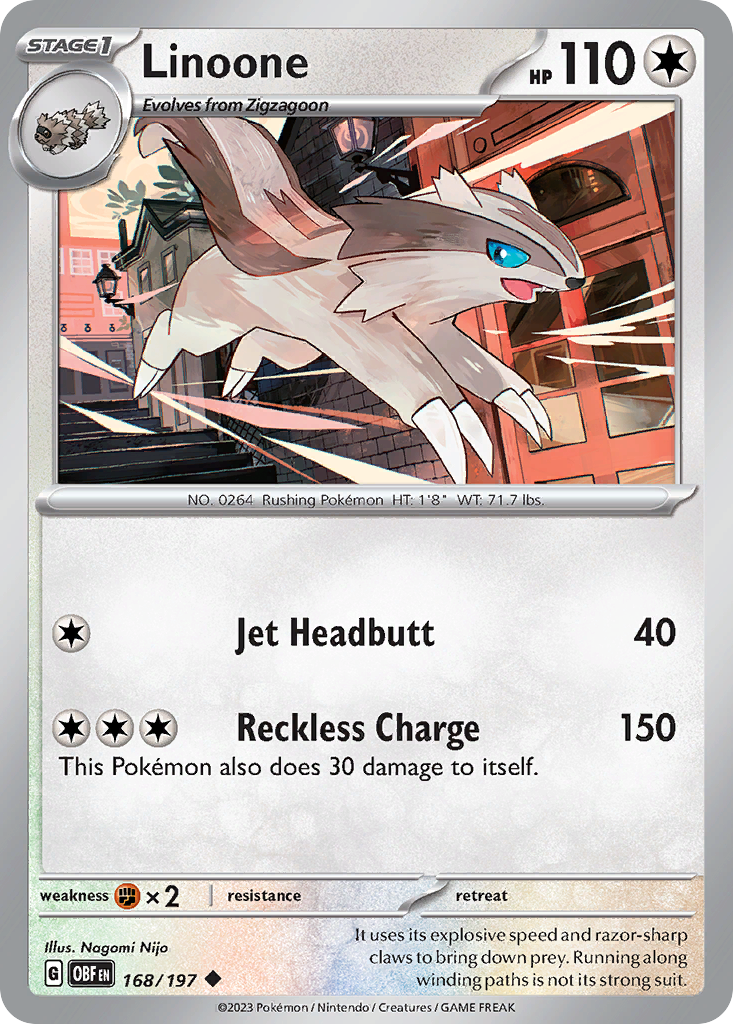 STAGE1
Linoone
HP 110
Evolves from Zigzagoon
NO. 0264 Rushing Pokémon HT: 1'8" WT: 71.7 lbs.
Jet Headbutt 40
Reckless Charge 150
This Pokémon also does 30 damage to itself.
weakness ×2 resistance retreat
Illus. Nagomi Nijo
It uses its explosive speed and razor-sharp
claws to bring down prey. Running along
winding paths is not its strong suit.
G OBF EN 168/197
©2023 Pokémon / Nintendo / Creatures / GAME FREAK